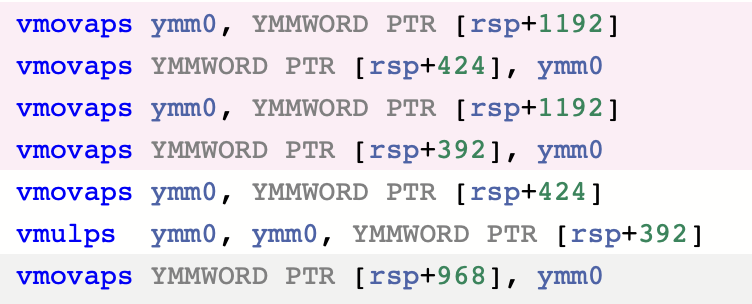 vmovaps ymm0, YMMWORD PTR [rsp+1192]
vmovaps YMMWORD PTR [rsp+424], ymm0
vmovaps ymm0, YMMWORD PTR [rsp+1192]
vmovaps YMMWORD PTR [rsp+392], ymm0
vmovaps ymm0, YMMWORD PTR [rsp+424]
vmulps  ymm0, ymm0, YMMWORD PTR [rsp+392]
vmovaps YMMWORD PTR [rsp+968], ymm0